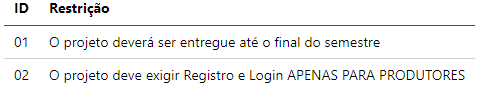 ID Restrição
01 O projeto deverá ser entregue até o final do semestre
02 O projeto deve exigir Registro e Login APENAS PARA PRODUTORES